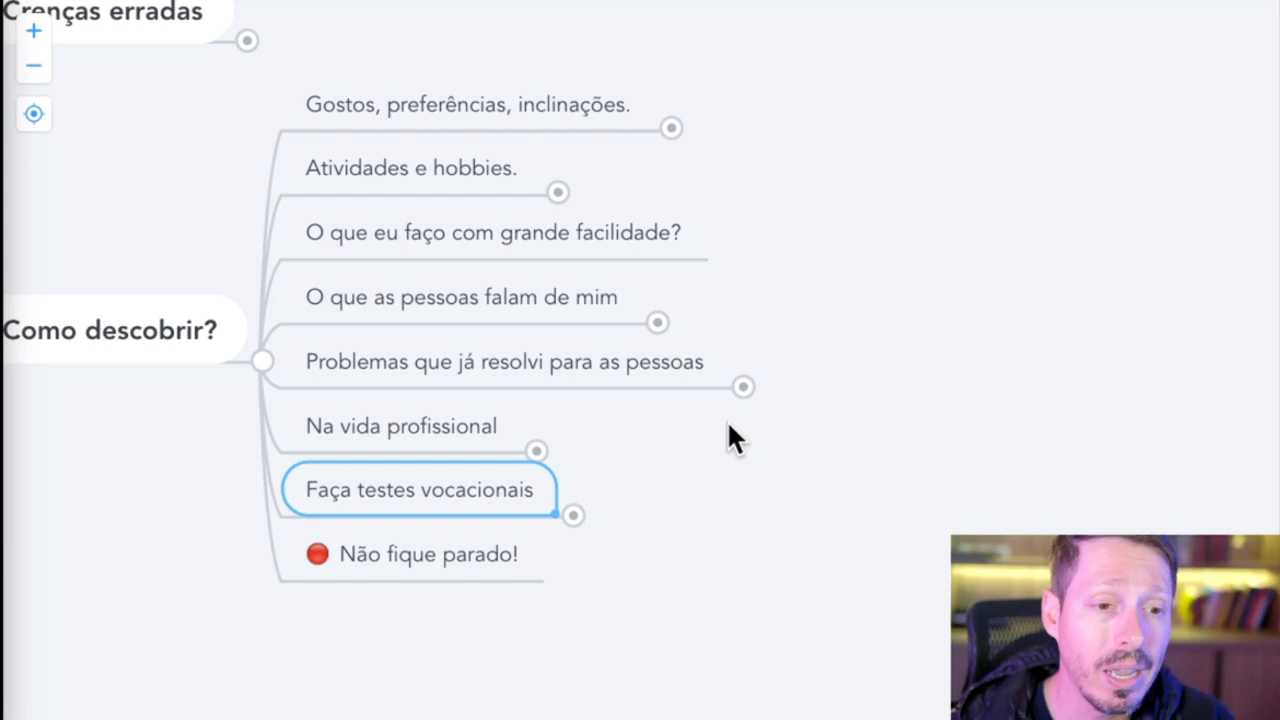 Crenças erradas
Gostos, preferências, inclinações.
Atividades e hobbies.
O que eu faço com grande facilidade?
O que as pessoas falam de mim
Como descobrir?
Problemas que já resolvi para as pessoas
Na vida profissional
Faça testes vocacionais
Não fique parado!